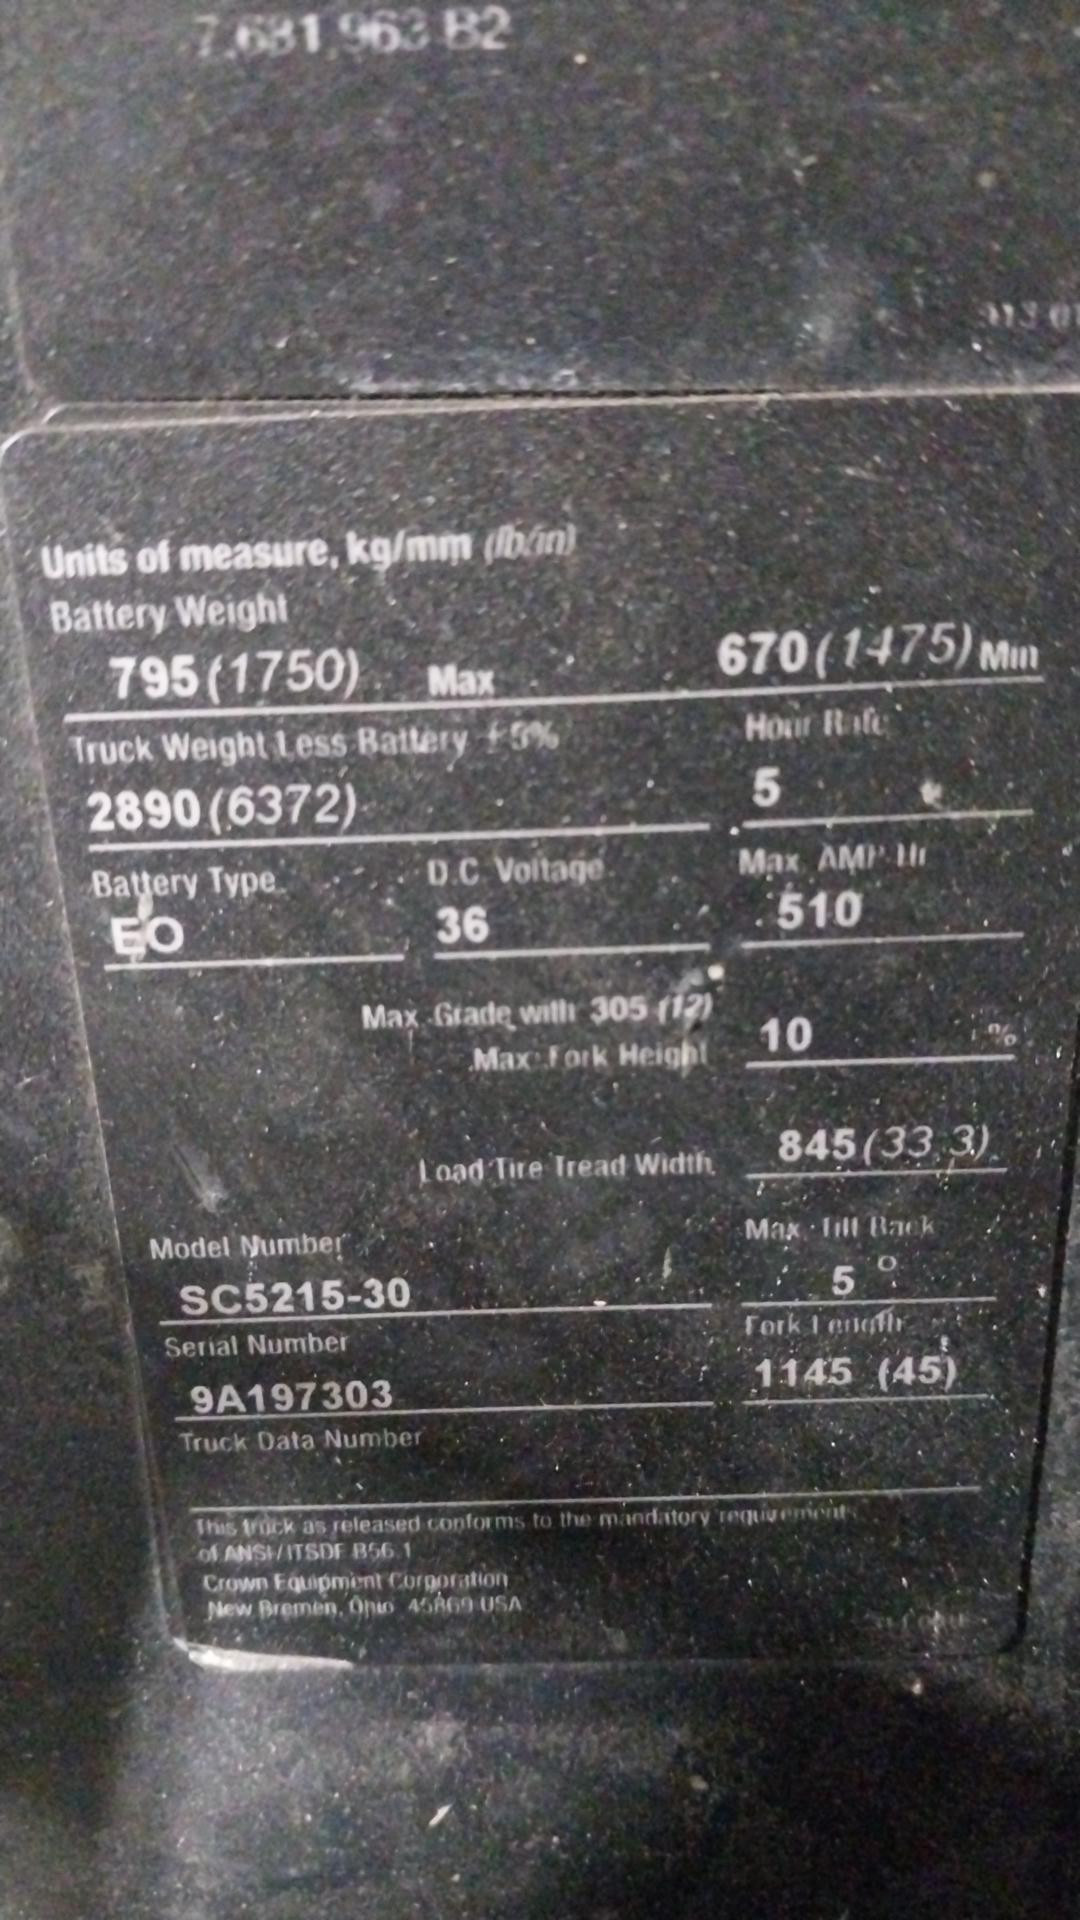 7,681,963 B2
Units of measure, kg/mm (lb/in)
Battery Weight
795 (1750) Max 670 (1475) Min
Truck Weight Less Battery ±5% Hour Rate
2890 (6372) 5
Battery Type D.C. Voltage Max. AMP Hr
EO 36 510
Max. Grade with 305 (12)
Max. Fork Height 10 %
Load Tire Tread Width 845 (33.3)
Model Number Max. Tilt Back
SC5215-30 5°
Serial Number Fork Length
9A197303 1145 (45)
Truck Data Number
This truck as released conforms to the mandatory requirements
of ANSI/ITSDF B56.1
Crown Equipment Corporation
New Bremen, Ohio 45869 USA